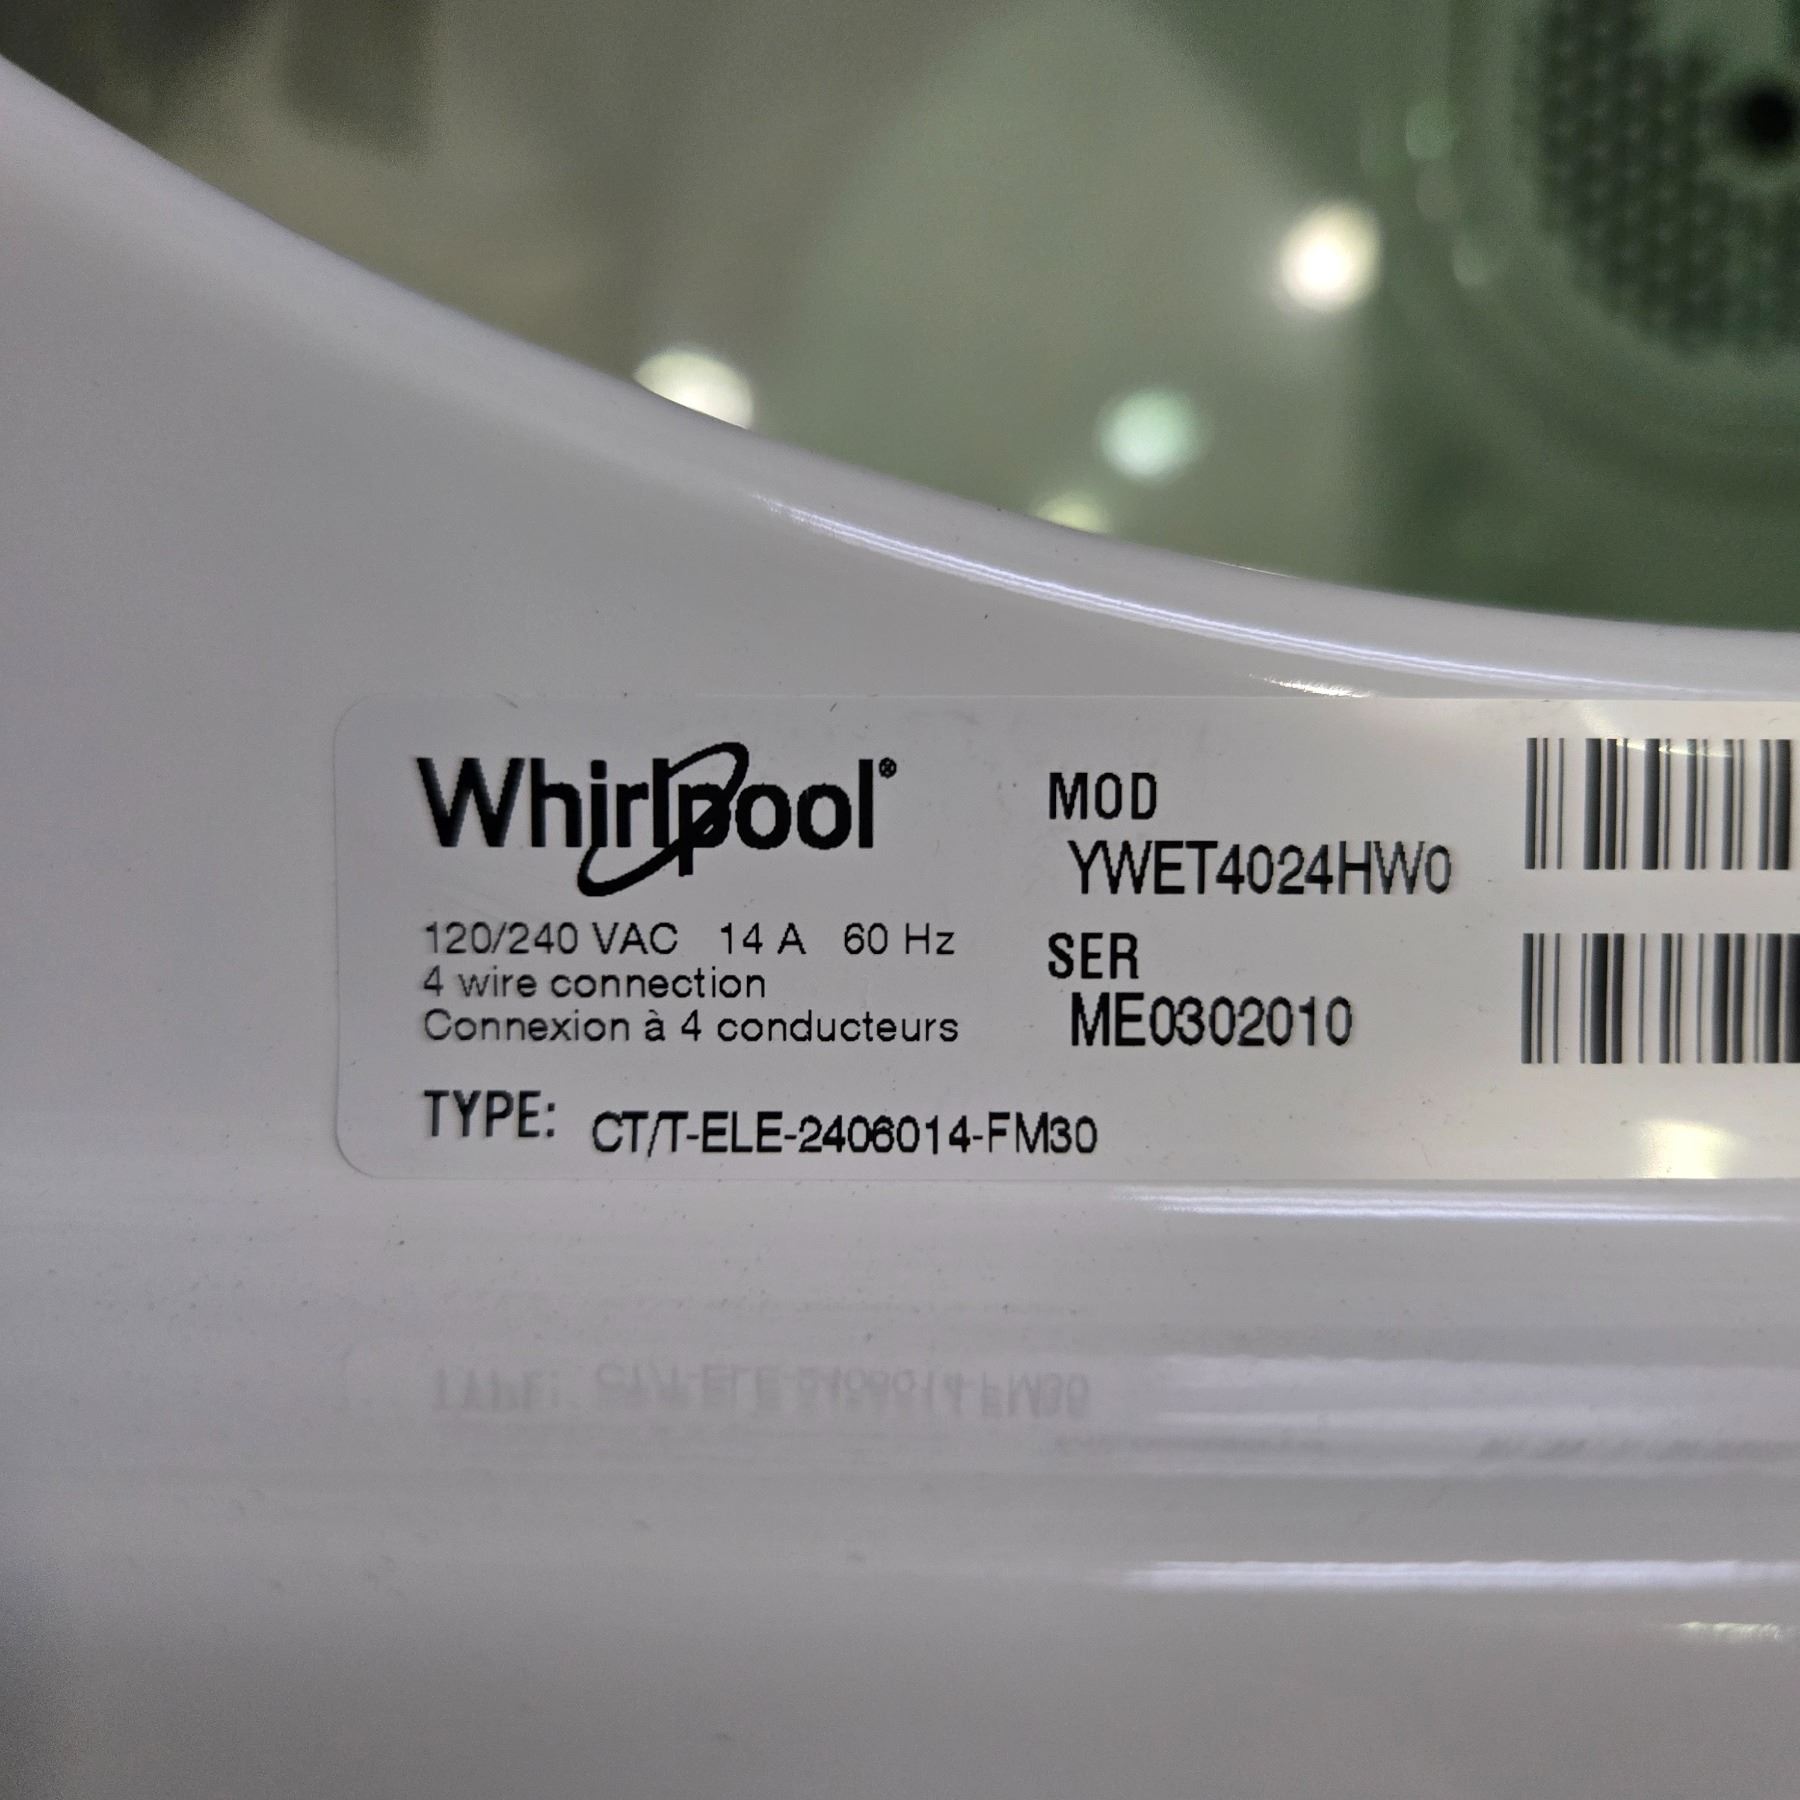 Whirlpool®
120/240 VAC 14 A 60 Hz
4 wire connection
Connexion à 4 conducteurs
TYPE: CT/T-ELE-2406014-FM30
MOD
YWET4024HW0
SER
ME0302010